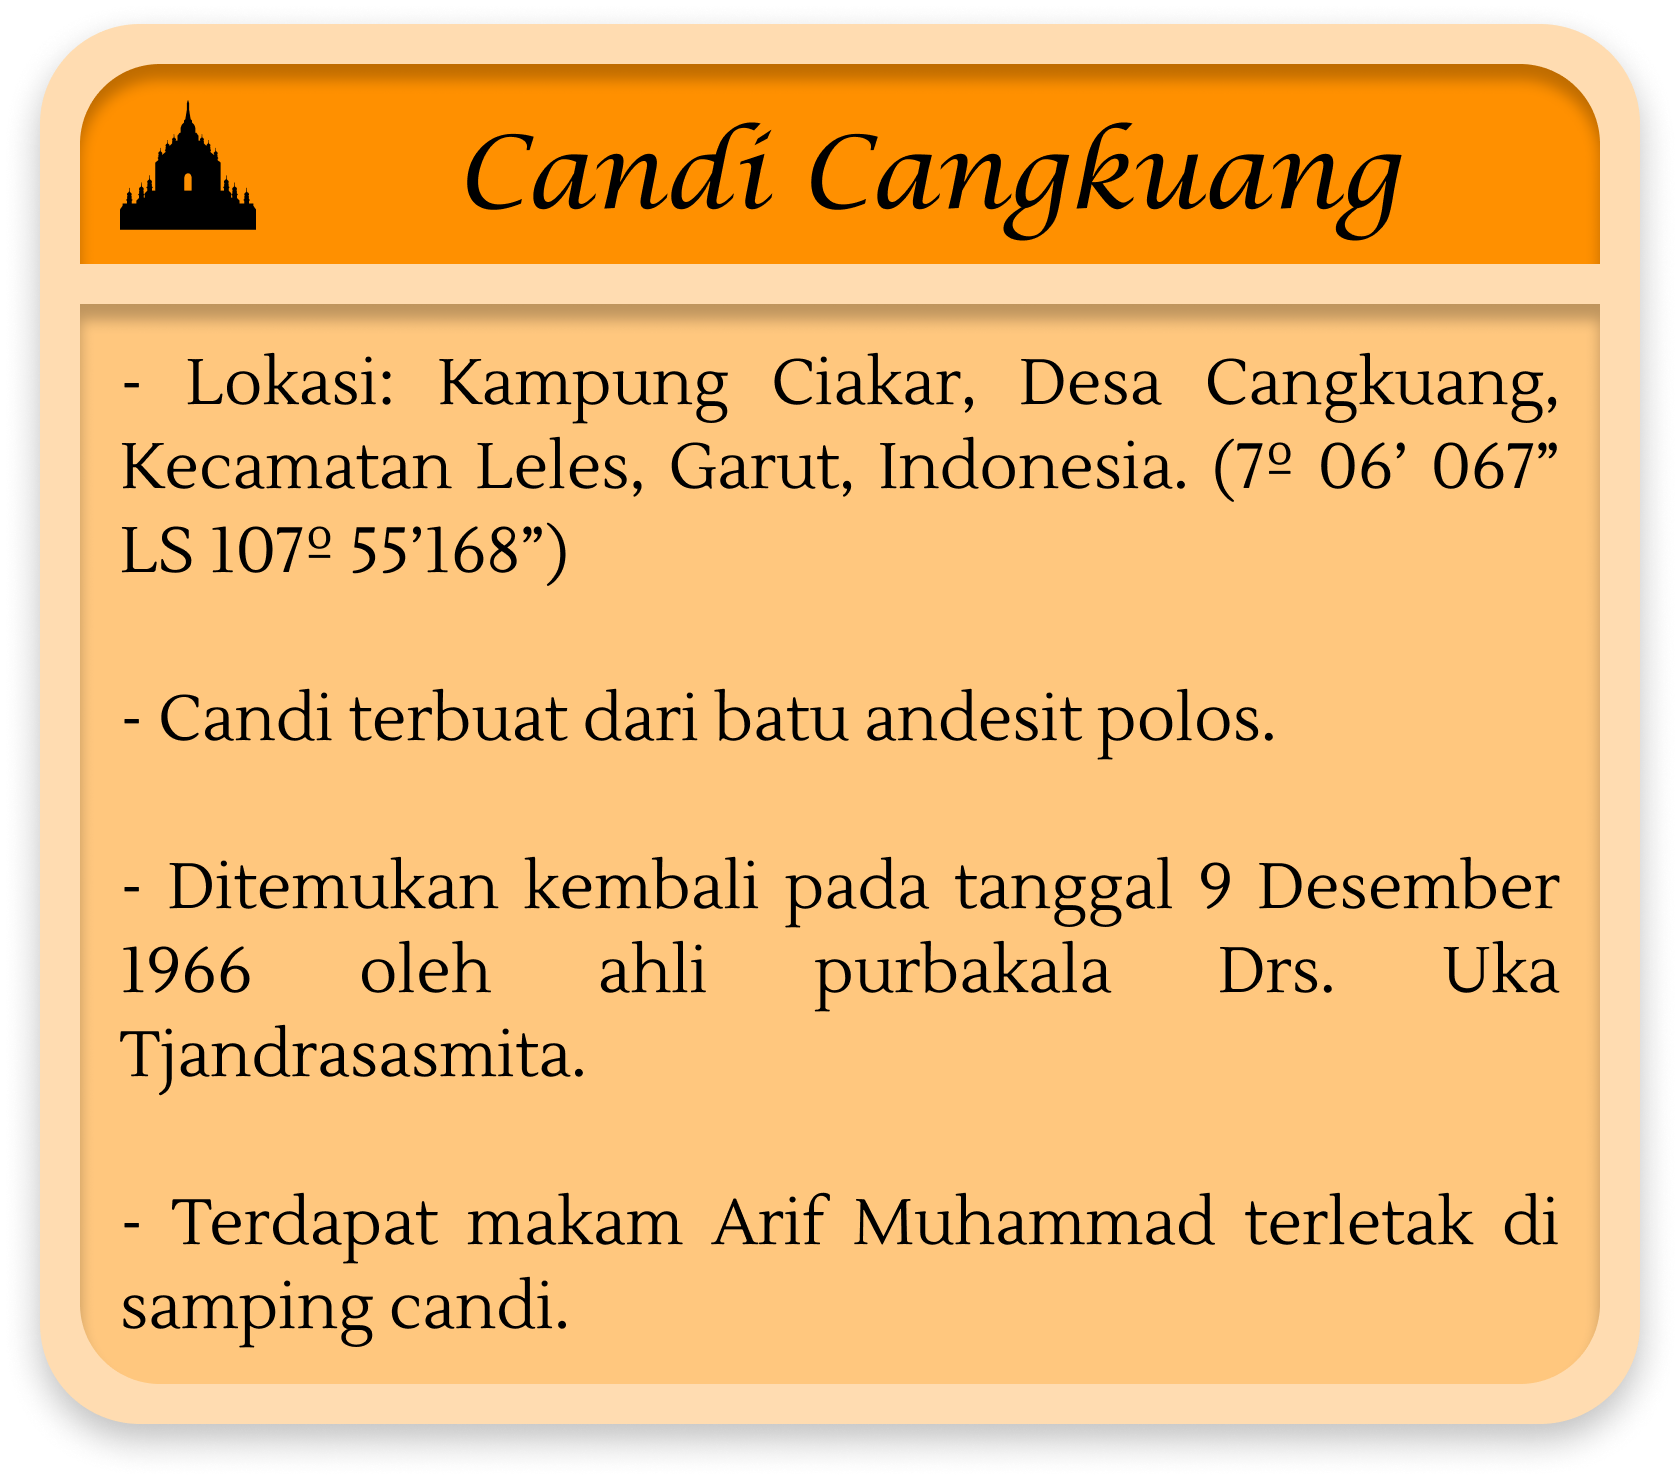 Candi Cangkuang
- Lokasi: Kampung Ciakar, Desa Cangkuang,
Kecamatan Leles, Garut, Indonesia. (7º 06’ 067”
LS 107º 55’168”)
- Candi terbuat dari batu andesit polos.
- Ditemukan kembali pada tanggal 9 Desember
1966 oleh ahli purbakala Drs. Uka
Tjandrasasmita.
- Terdapat makam Arif Muhammad terletak di
samping candi.